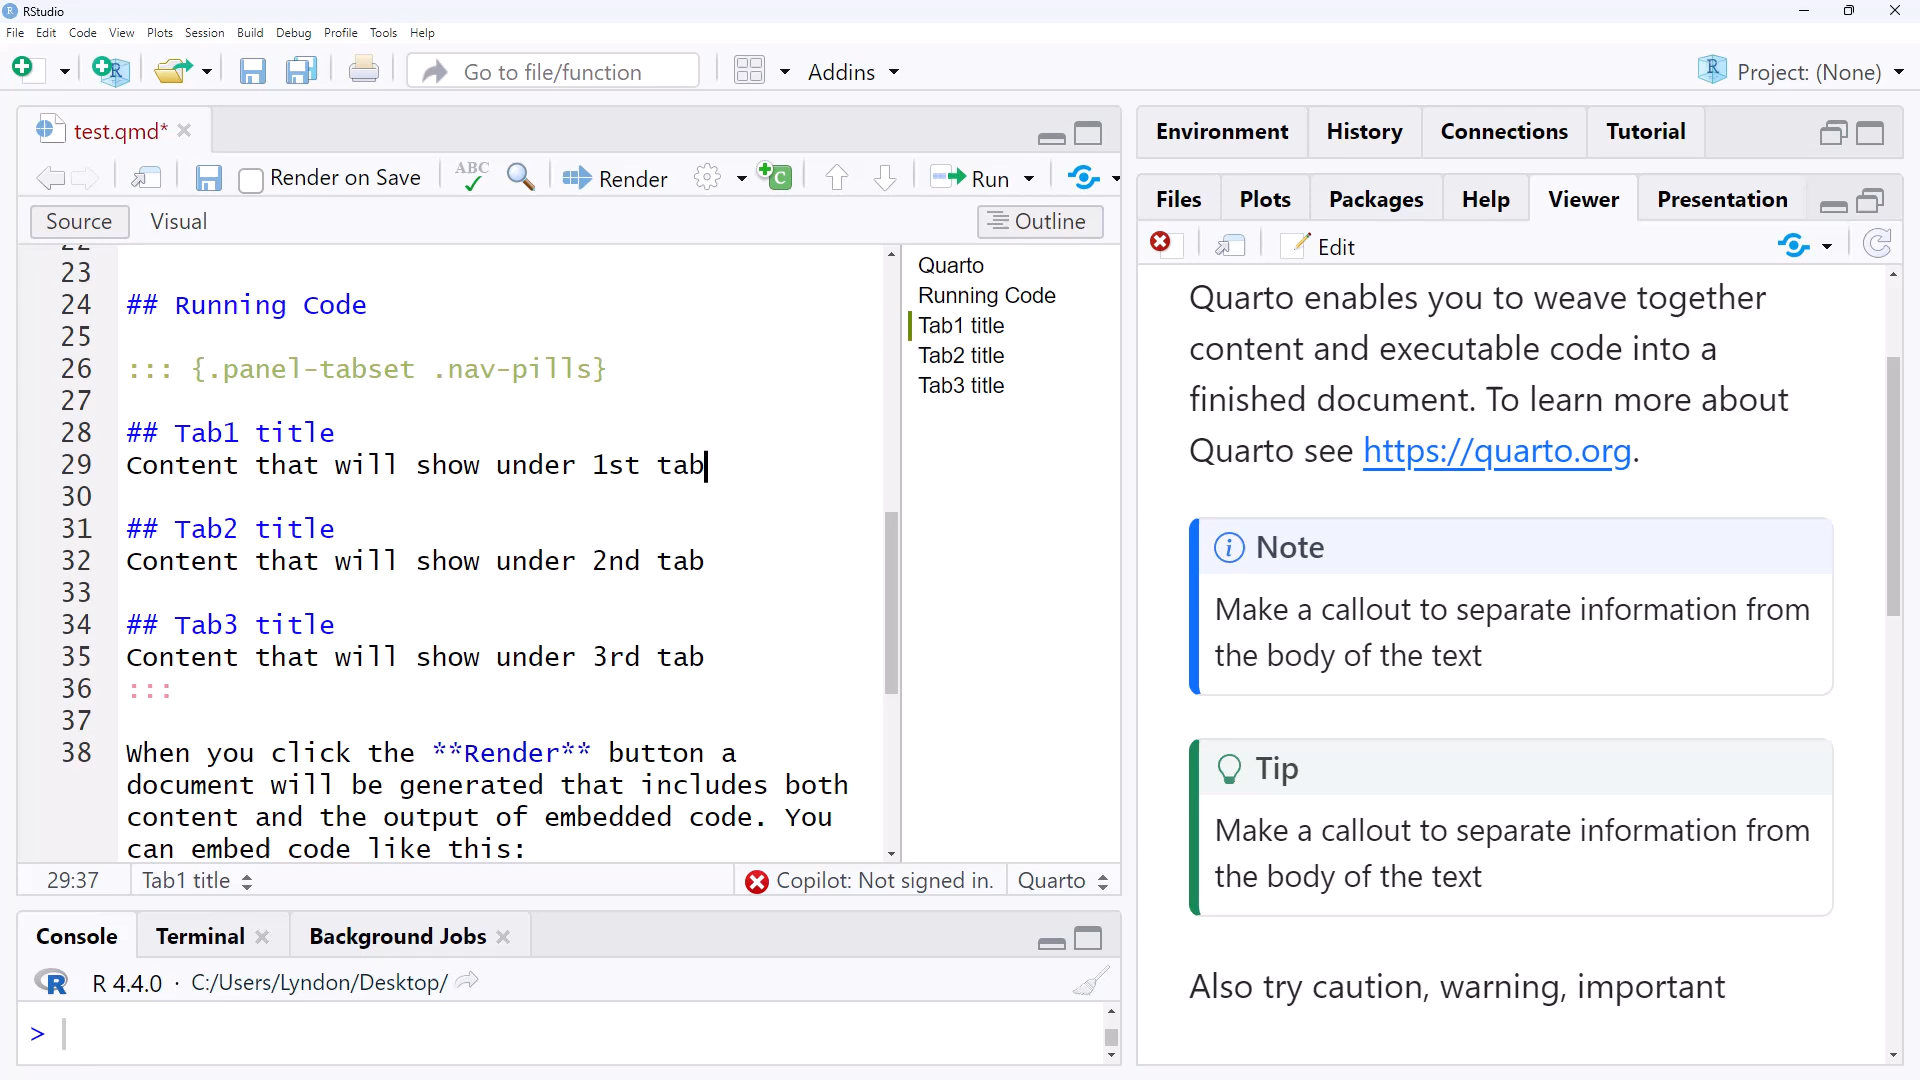 RStudio
File Edit Code View Plots Session Build Debug Profile Tools Help
Go to file/function
Addins
Project: (None)
test.qmd*
Render on Save
ABC
Render
Run
Source Visual
Outline
22
23
24 ## Running Code
25
26 ::: {.panel-tabset .nav-pills}
27
28 ## Tab1 title
29 Content that will show under 1st tab
30
31 ## Tab2 title
32 Content that will show under 2nd tab
33
34 ## Tab3 title
35 Content that will show under 3rd tab
36 :::
37
38 When you click the **Render** button a
document will be generated that includes both
content and the output of embedded code. You
can embed code like this:
Quarto
Running Code
Tab1 title
Tab2 title
Tab3 title
29:37 Tab1 title
Copilot: Not signed in. Quarto
Console Terminal Background Jobs
R 4.4.0 · C:/Users/Lyndon/Desktop/
>
Environment History Connections Tutorial
Files Plots Packages Help Viewer Presentation
Edit
Quarto enables you to weave together
content and executable code into a
finished document. To learn more about
Quarto see https://quarto.org.
Note
Make a callout to separate information from
the body of the text
Tip
Make a callout to separate information from
the body of the text
Also try caution, warning, important